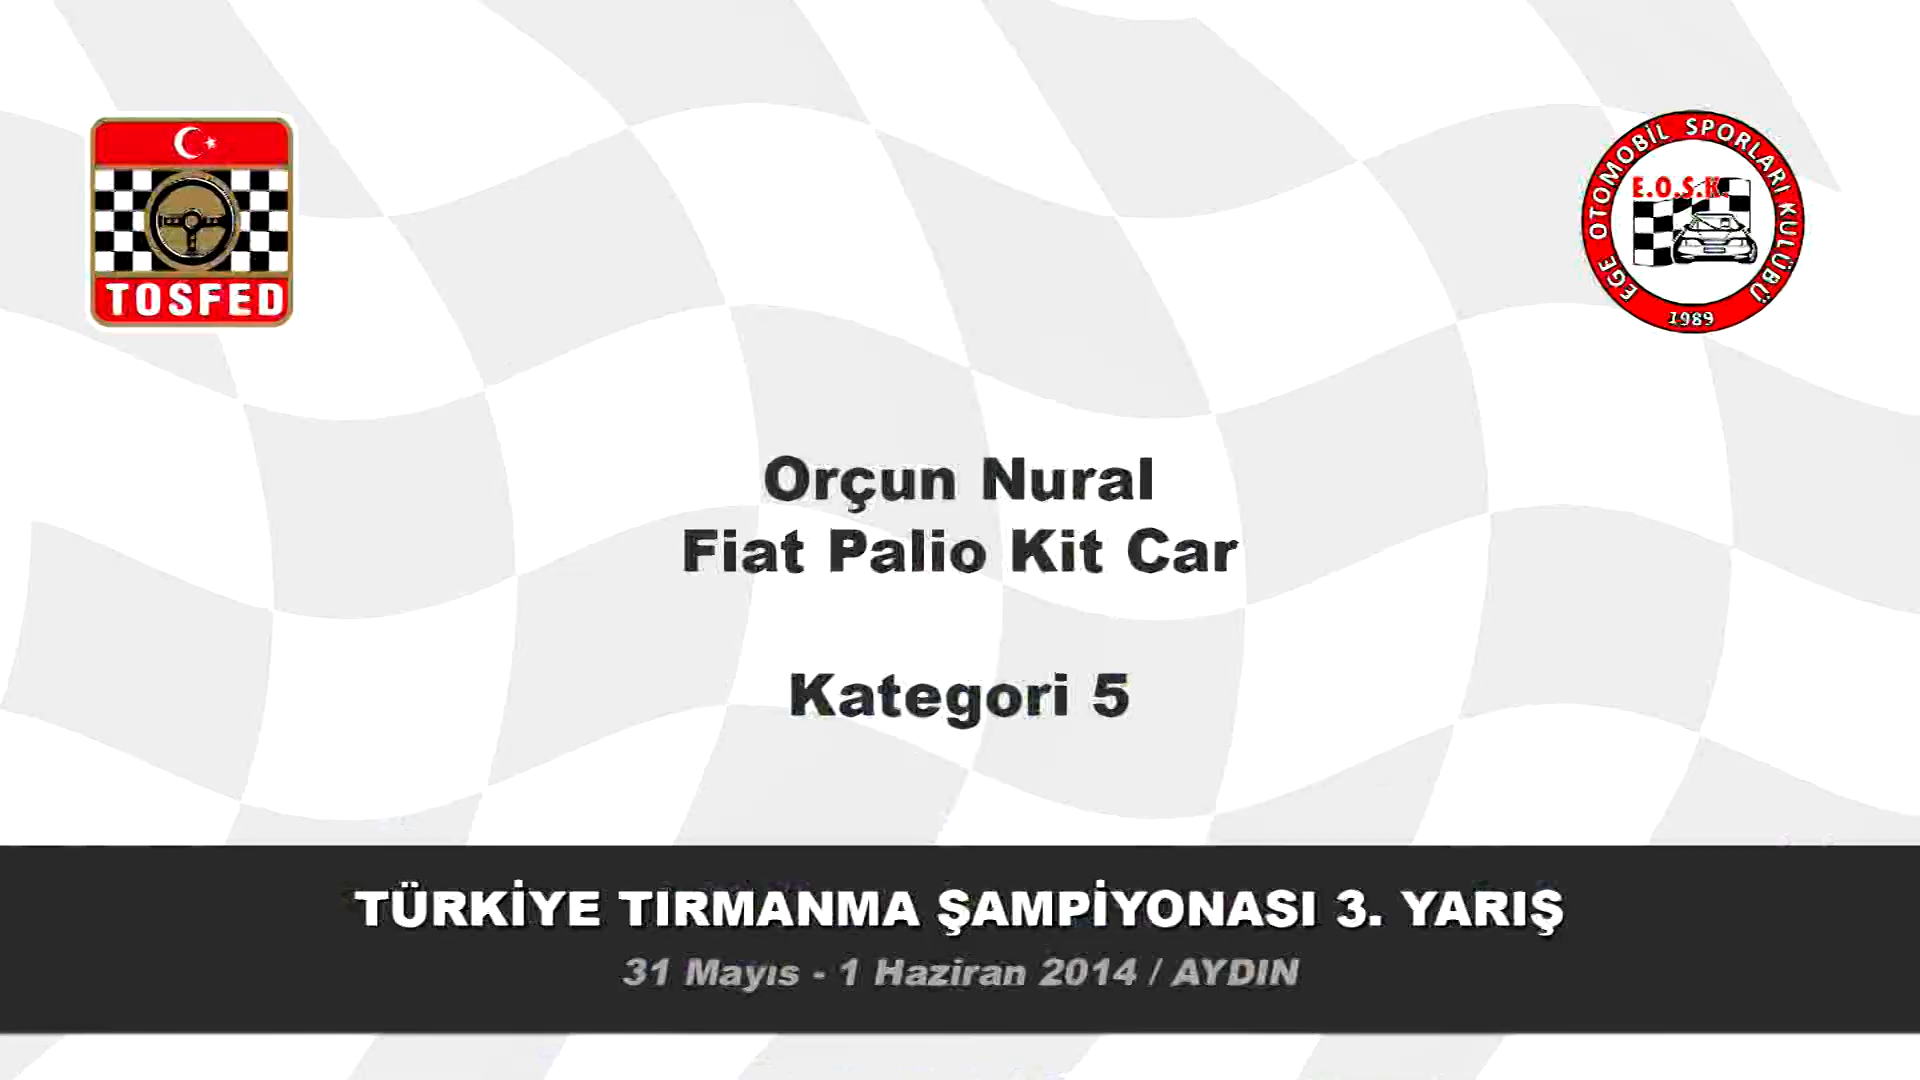 TOSFED
EGE OTOMOBİL SPORLARI KULÜBÜ
E.O.S.K.
1989
Orçun Nural
Fiat Palio Kit Car
Kategori 5
TÜRKİYE TIRMANMA ŞAMPİYONASI 3. YARIŞ
31 Mayıs - 1 Haziran 2014 / AYDIN